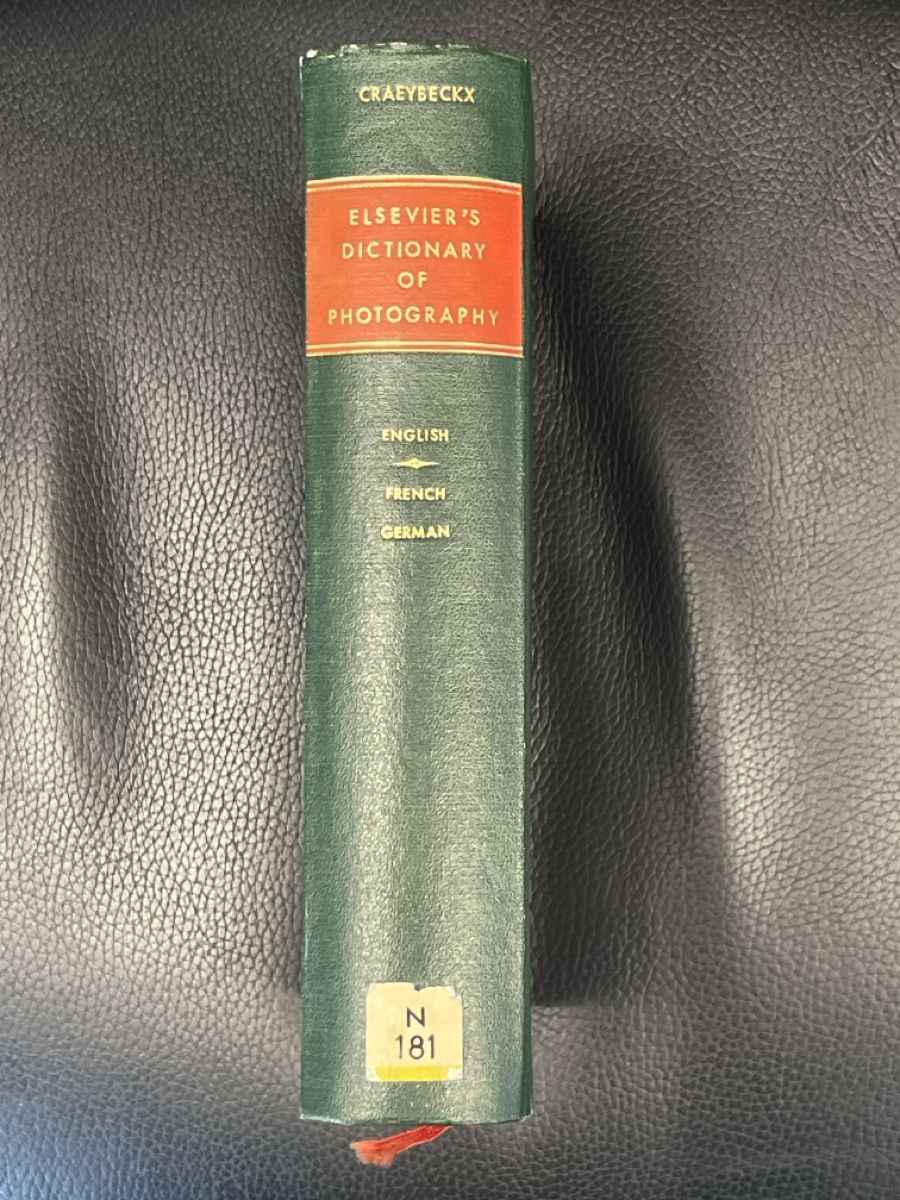 CRAEYBECKX
ELSEVIER'S
DICTIONARY
OF
PHOTOGRAPHY
ENGLISH
FRENCH
GERMAN
N
181